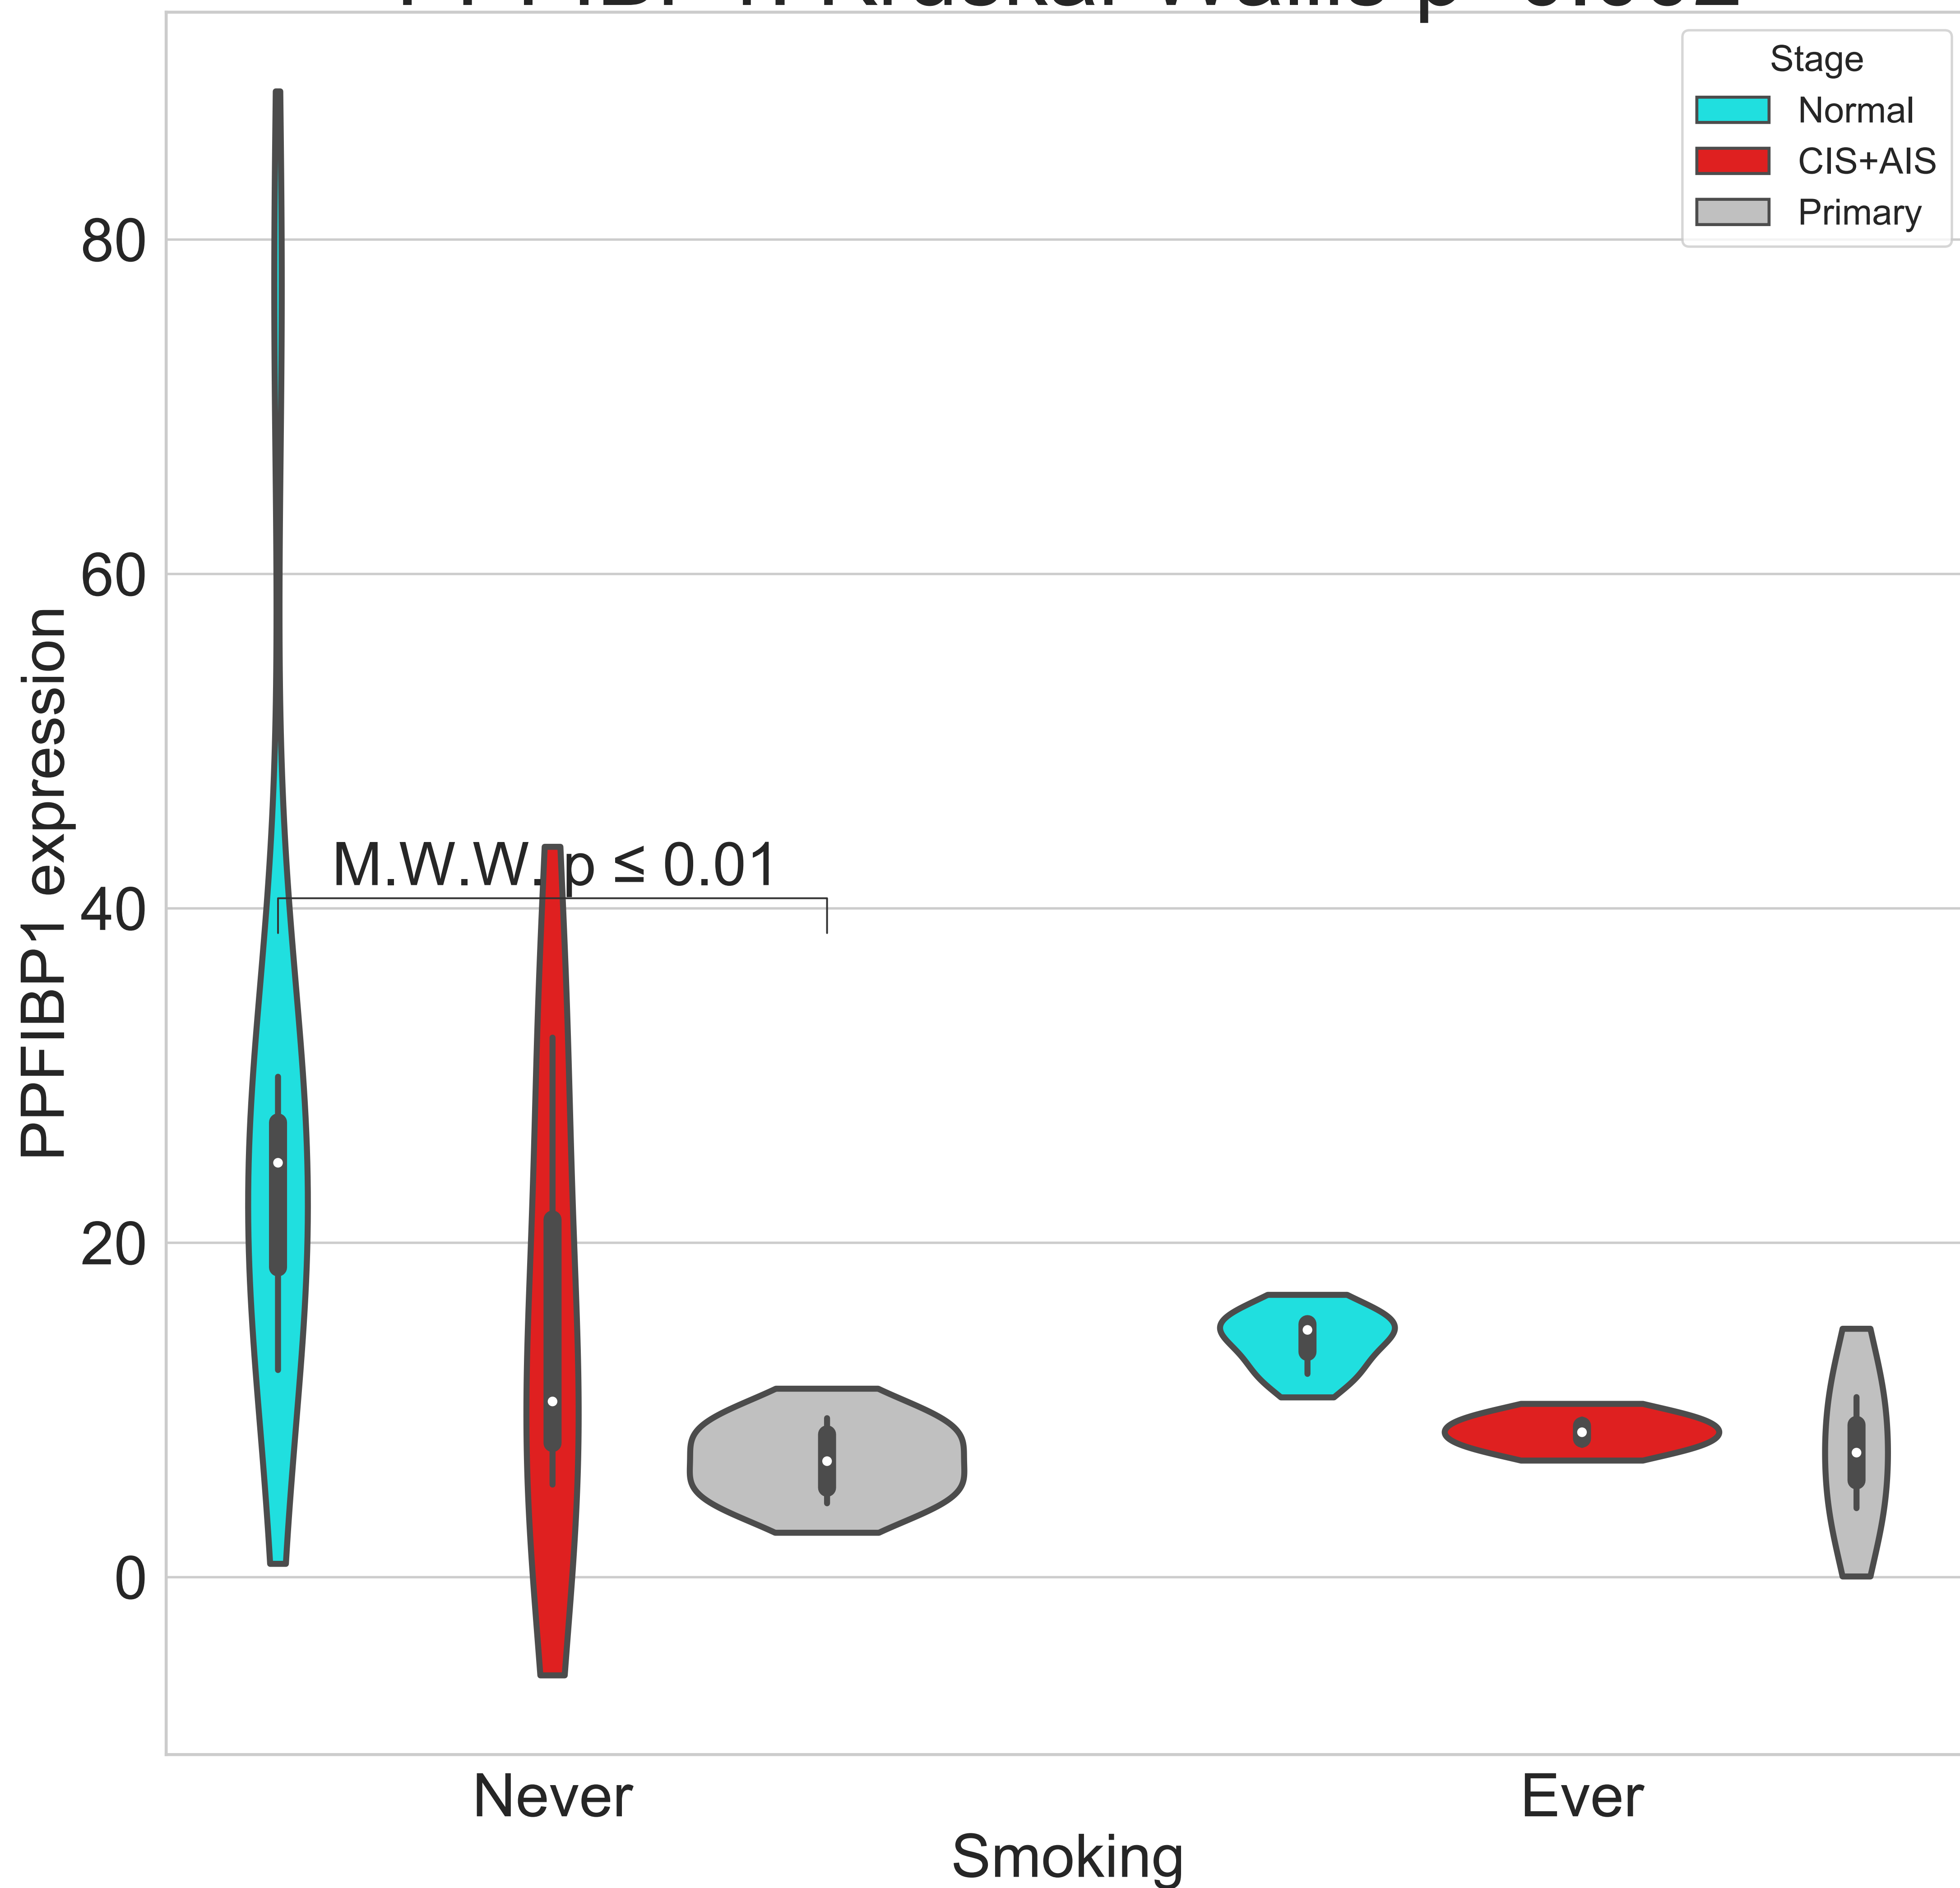 Stage
Normal
CIS+AIS
Primary
80
60
40
20
0
PPFIBP1 expression
M.W.W. p ≤ 0.01
Never
Ever
Smoking